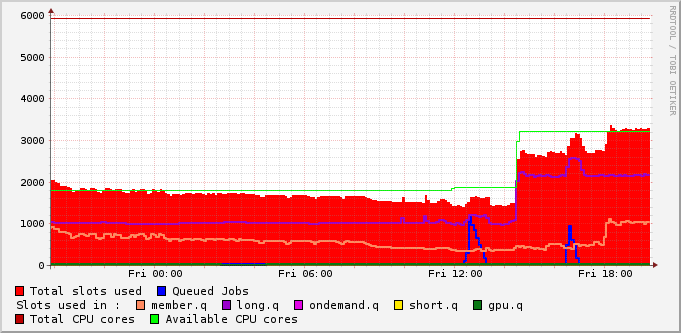 RRDTOOL / TOBI OETIKER
6000
5000
4000
3000
2000
1000
0
Fri 00:00 Fri 06:00 Fri 12:00 Fri 18:00
Total slots used Queued Jobs
Slots used in : member.q long.q ondemand.q short.q gpu.q
Total CPU cores Available CPU cores